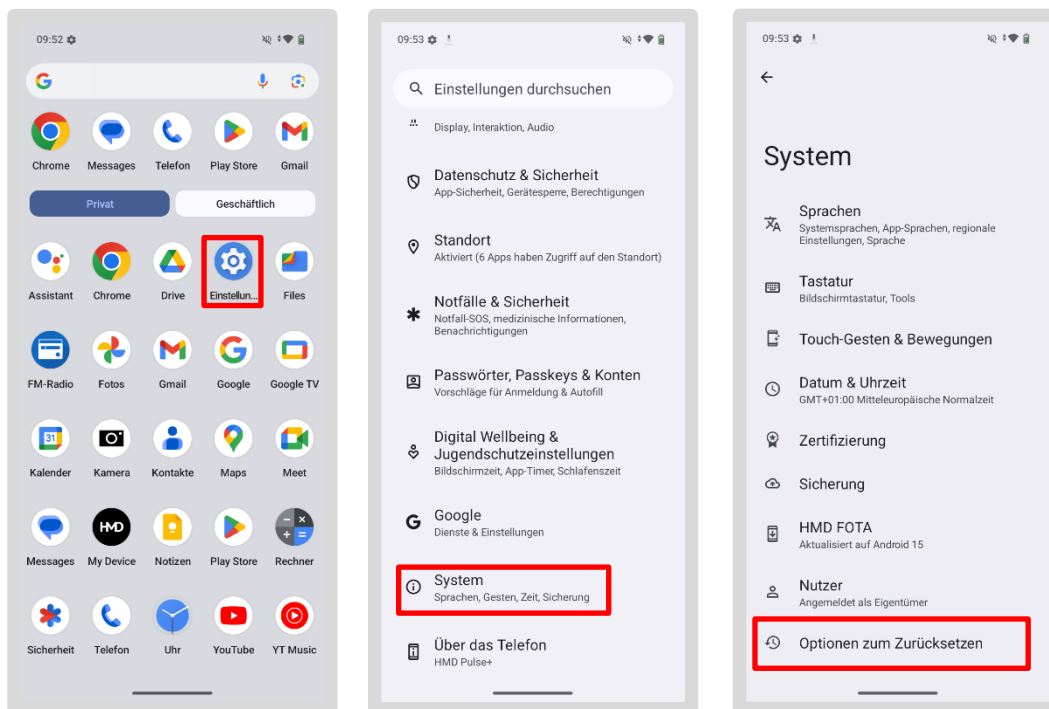 09:52
Chrome Messages Telefon Play Store Gmail
Privat Geschäftlich
Assistant Chrome Drive Einstellun... Files
FM-Radio Fotos Gmail Google Google TV
31
Kalender Kamera Kontakte Maps Meet
HMD
Messages My Device Notizen Play Store Rechner
Sicherheit Telefon Uhr YouTube YT Music
09:53
Einstellungen durchsuchen
Display, Interaktion, Audio
Datenschutz & Sicherheit
App-Sicherheit, Gerätesperre, Berechtigungen
Standort
Aktiviert (6 Apps haben Zugriff auf den Standort)
Notfälle & Sicherheit
Notfall-SOS, medizinische Informationen,
Benachrichtigungen
Passwörter, Passkeys & Konten
Vorschläge für Anmeldung & Autofill
Digital Wellbeing &
Jugendschutzeinstellungen
Bildschirmzeit, App-Timer, Schlafenszeit
Google
Dienste & Einstellungen
System
Sprachen, Gesten, Zeit, Sicherung
Über das Telefon
HMD Pulse+
09:53
System
Sprachen
Systemsprachen, App-Sprachen, regionale
Einstellungen, Sprache
Tastatur
Bildschirmtastatur, Tools
Touch-Gesten & Bewegungen
Datum & Uhrzeit
GMT+01:00 Mitteleuropäische Normalzeit
Zertifizierung
Sicherung
HMD FOTA
Aktualisiert auf Android 15
Nutzer
Angemeldet als Eigentümer
Optionen zum Zurücksetzen